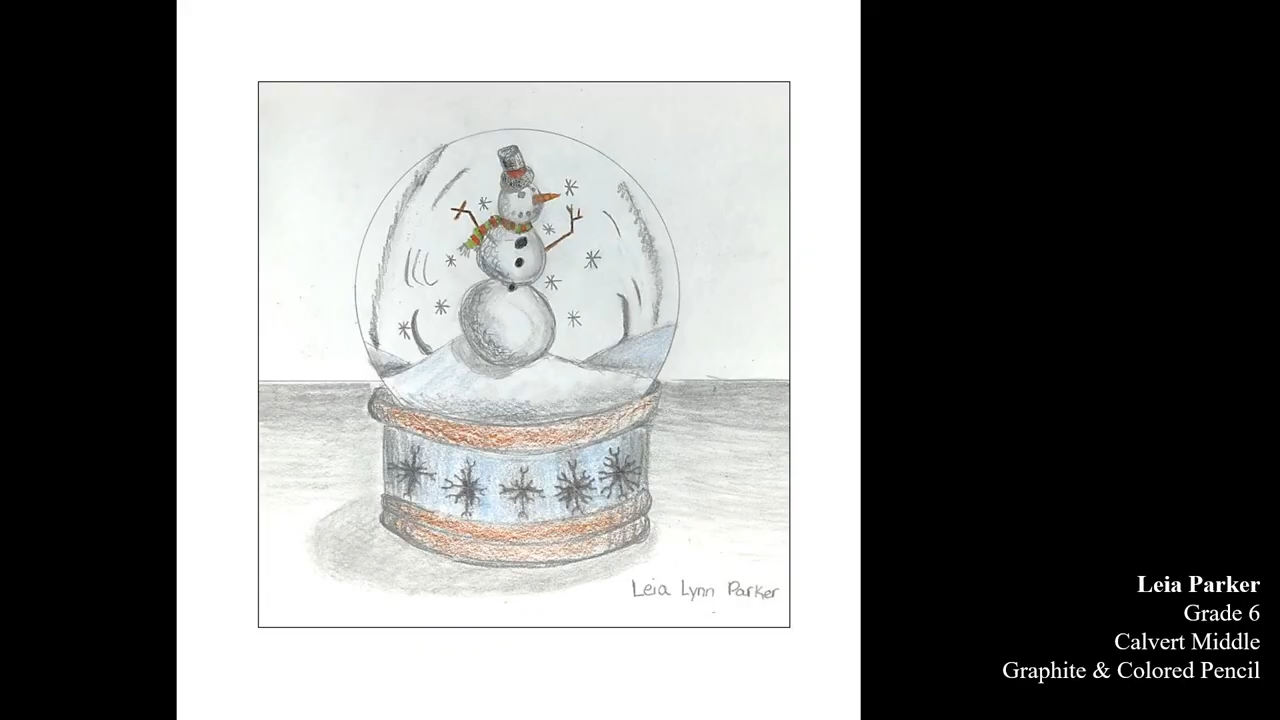 Leia Lynn Parker
Leia Parker
Grade 6
Calvert Middle
Graphite & Colored Pencil